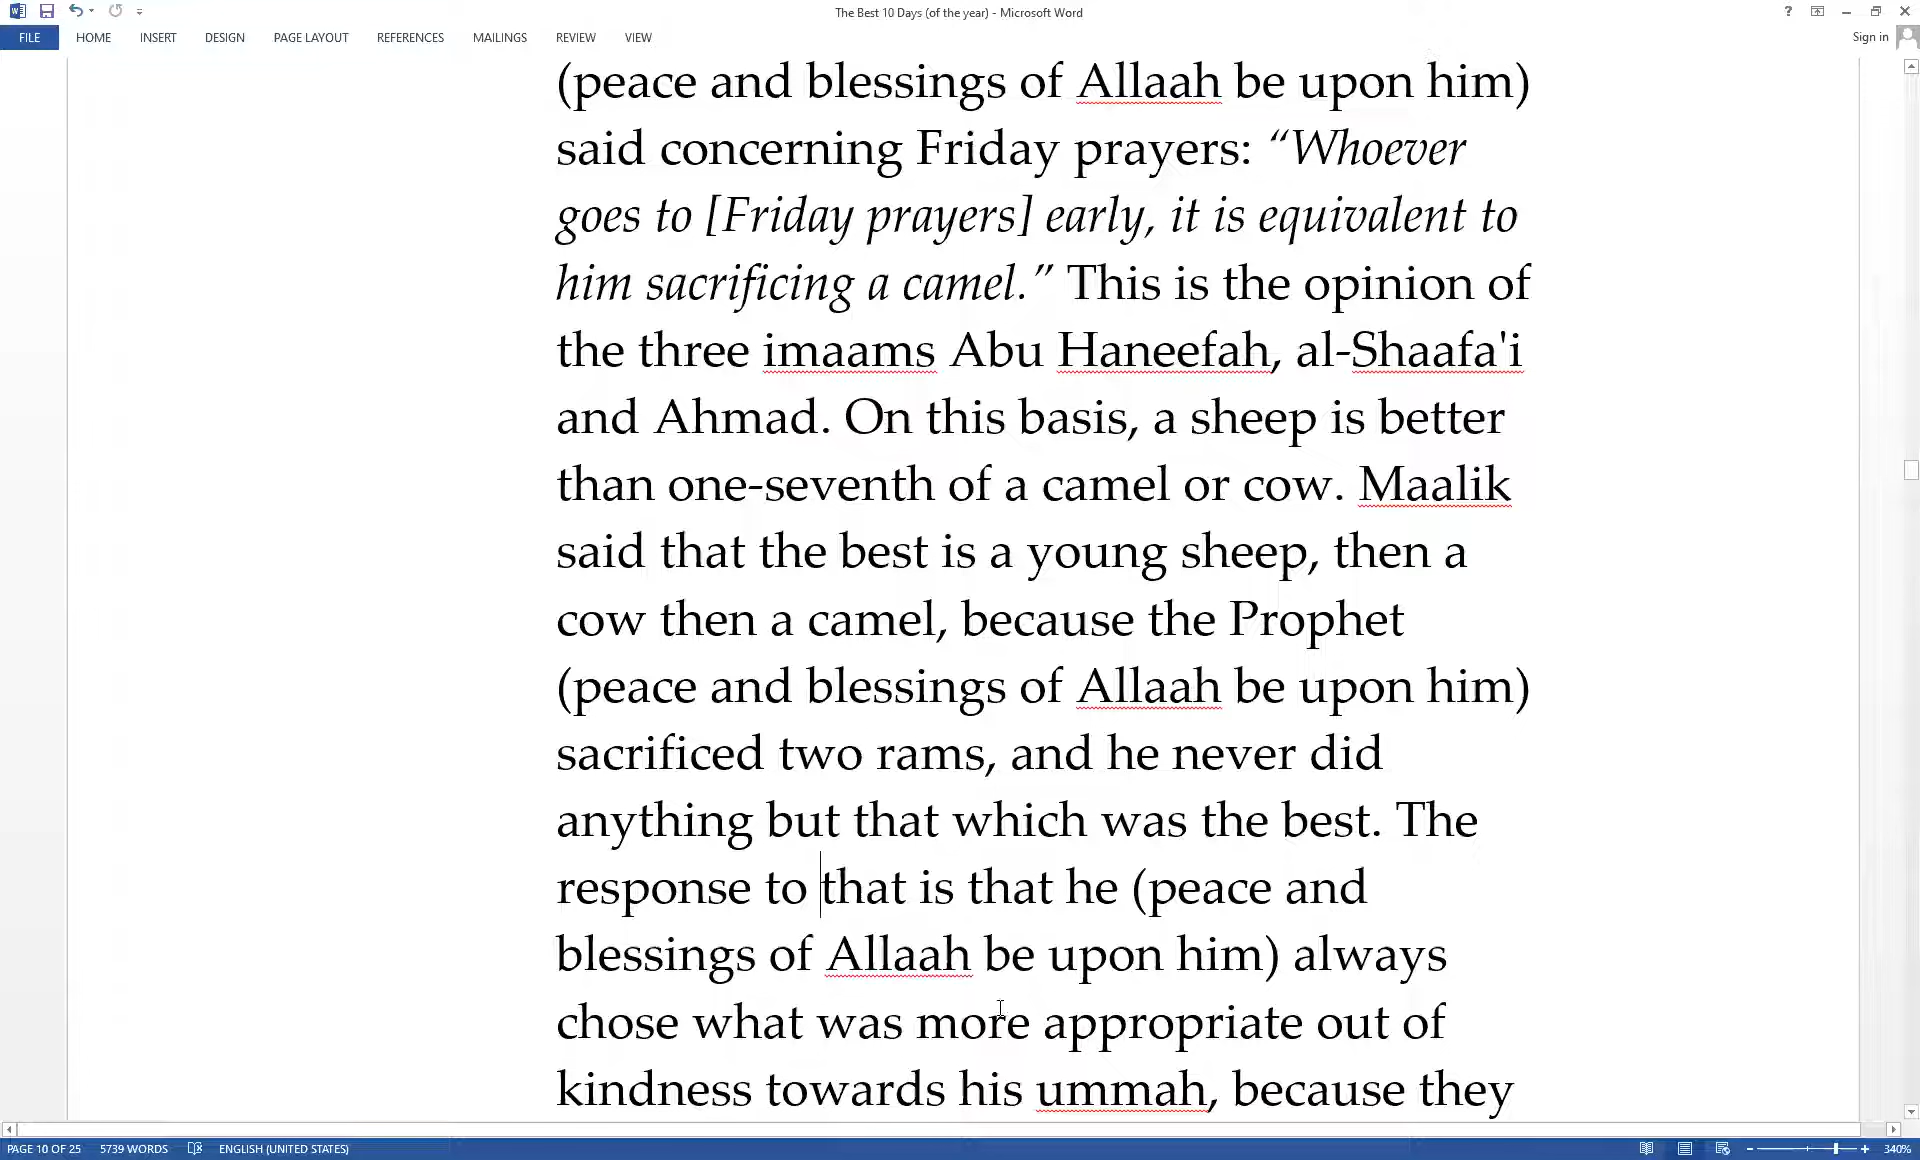 The Best 10 Days (of the year) - Microsoft Word
?
FILE HOME INSERT DESIGN PAGE LAYOUT REFERENCES MAILINGS REVIEW VIEW Sign in
(peace and blessings of Allaah be upon him)
said concerning Friday prayers: “Whoever
goes to [Friday prayers] early, it is equivalent to
him sacrificing a camel.” This is the opinion of
the three imaams Abu Haneefah, al-Shaafa'i
and Ahmad. On this basis, a sheep is better
than one-seventh of a camel or cow. Maalik
said that the best is a young sheep, then a
cow then a camel, because the Prophet
(peace and blessings of Allaah be upon him)
sacrificed two rams, and he never did
anything but that which was the best. The
response to that is that he (peace and
blessings of Allaah be upon him) always
chose what was more appropriate out of
kindness towards his ummah, because they
PAGE 10 OF 25 5739 WORDS ENGLISH (UNITED STATES) 340%